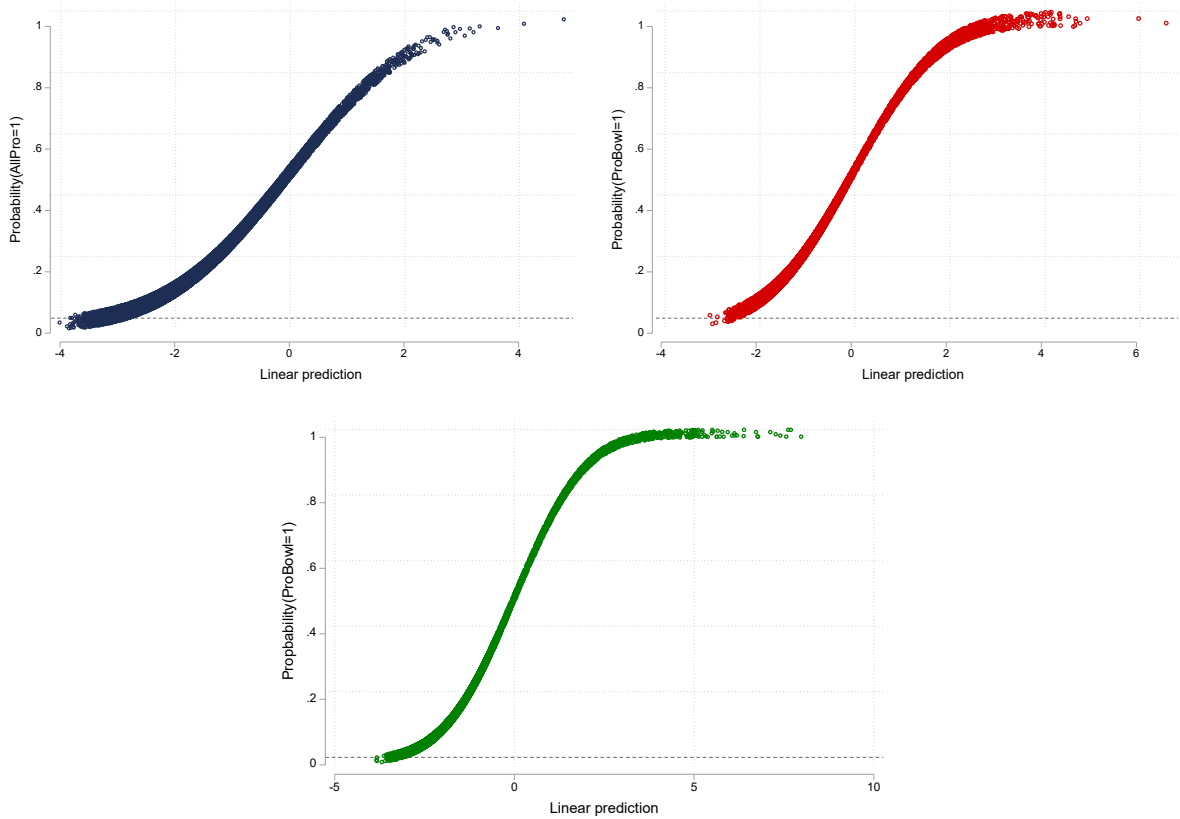 Probability(AllPro=1)
1
.8
.6
.4
.2
0
-4 -2 0 2 4
Linear prediction
Probability(ProBowl=1)
1
.8
.6
.4
.2
0
-4 -2 0 2 4 6
Linear prediction
Propbability(ProBowl=1)
1
.8
.6
.4
.2
0
-5 0 5 10
Linear prediction